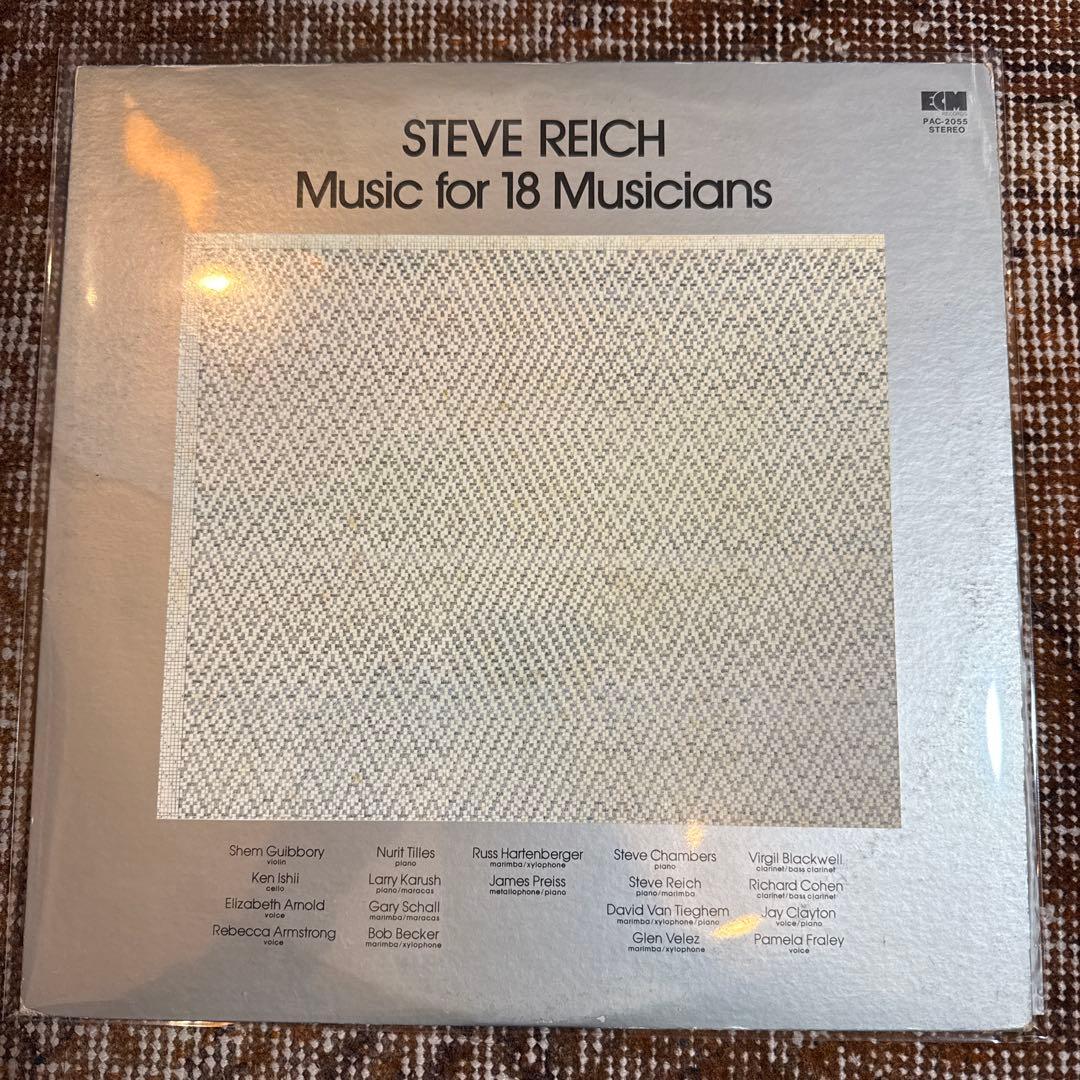 ECM
RECORDS
PAC-2055
STEREO
STEVE REICH
Music for 18 Musicians
Shem Guibbory
violin
Ken Ishii
cello
Elizabeth Arnold
voice
Rebecca Armstrong
voice
Nurit Tilles
piano
Larry Karush
piano/maracas
Gary Schall
marimba/maracas
Bob Becker
marimba/xylophone
Russ Hartenberger
marimba/xylophone
James Preiss
metallophone/piano
Steve Chambers
piano
Steve Reich
piano/marimba
David Van Tieghem
marimba/xylophone/piano
Glen Velez
marimba/xylophone
Virgil Blackwell
clarinet/bass clarinet
Richard Cohen
clarinet/bass clarinet
Jay Clayton
voice/piano
Pamela Fraley
voice